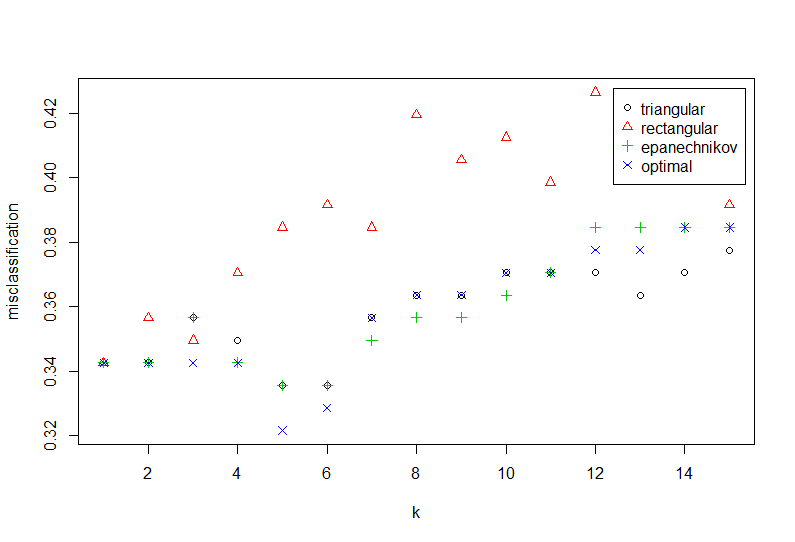 triangular
rectangular
epanechnikov
optimal
misclassification
0.42
0.40
0.38
0.36
0.34
0.32
2 4 6 8 10 12 14
k